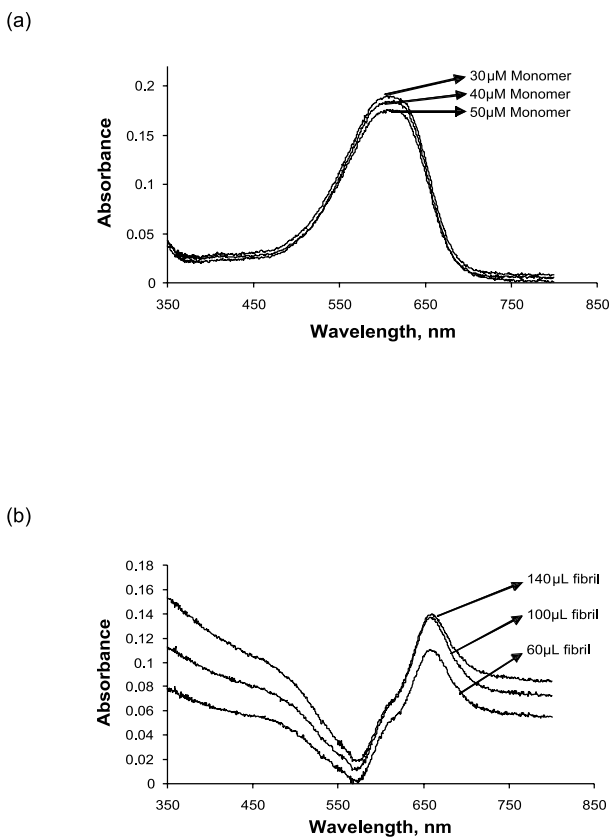 (a)
30μM Monomer
40μM Monomer
50μM Monomer
0.2
0.15
0.1
0.05
0
Absorbance
350 450 550 650 750 850
Wavelength, nm
(b)
0.18
0.16
0.14
0.12
0.1
0.08
0.06
0.04
0.02
0
Absorbance
140μL fibril
100μL fibril
60μL fibril
350 450 550 650 750 850
Wavelength, nm